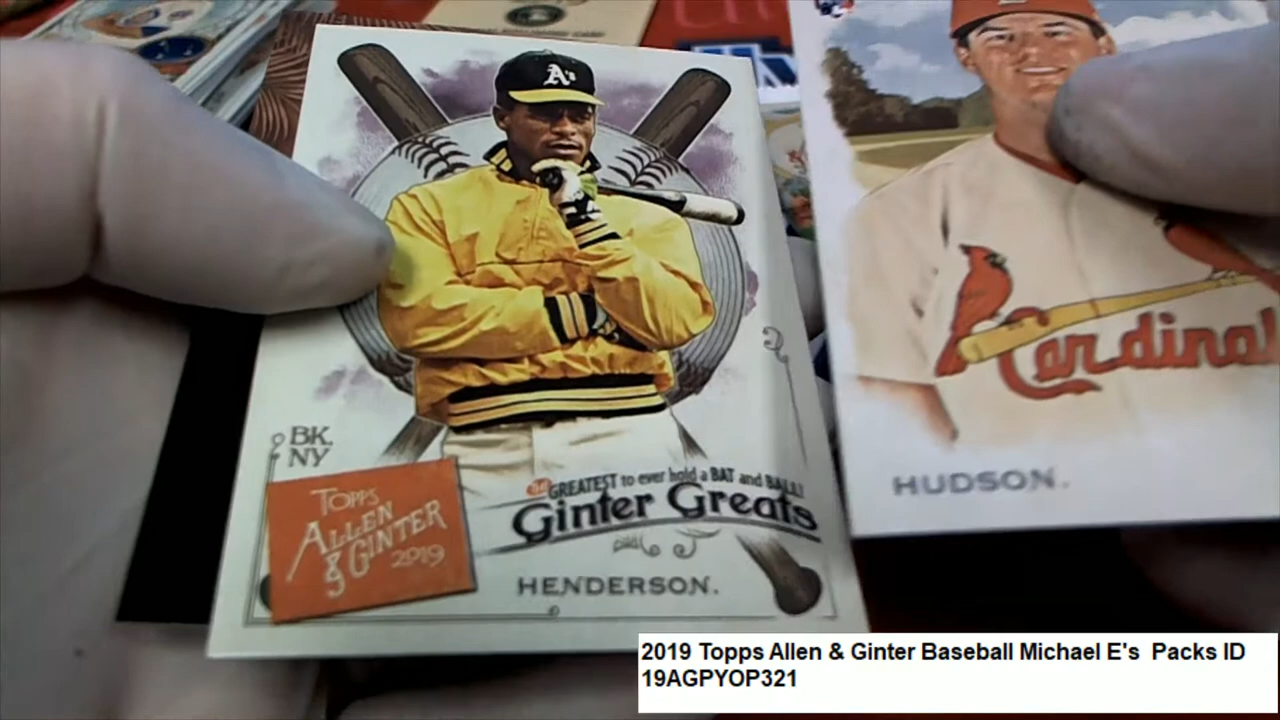 A's
BK.
NY
TOPPS
ALLEN
& GINTER
2019
GREATEST to ever hold a BAT and BALL!
Ginter Greats
HENDERSON.
Cardinal
HUDSON.
2019 Topps Allen & Ginter Baseball Michael E's Packs ID
19AGPYOP321